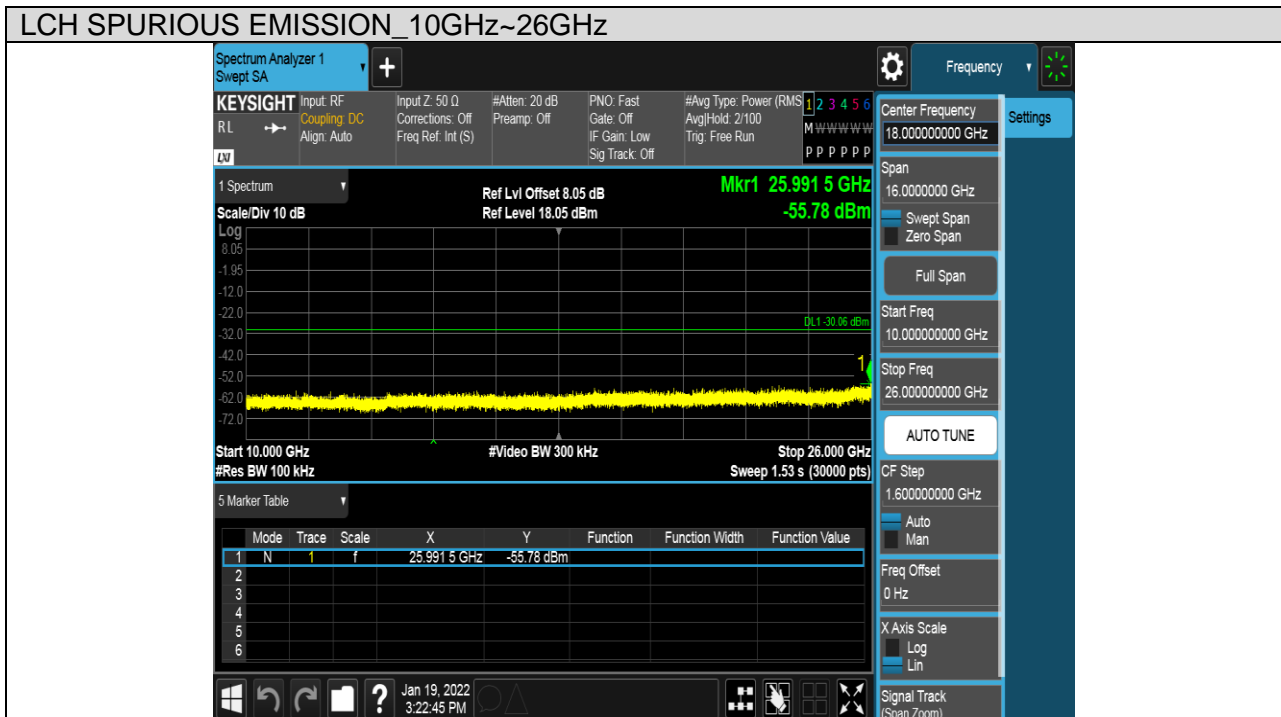 LCH SPURIOUS EMISSION_10GHz~26GHz
Spectrum Analyzer 1
Swept SA
+
Frequency
KEYSIGHT
RL
LXI
Input: RF
Coupling: DC
Align: Auto
Input Z: 50 Ω
Corrections: Off
Freq Ref: Int (S)
#Atten: 20 dB
Preamp: Off
PNO: Fast
Gate: Off
IF Gain: Low
Sig Track: Off
#Avg Type: Power (RMS
Avg|Hold: 2/100
Trig: Free Run
1 2 3 4 5 6
M W W W W W
P P P P P P
1 Spectrum
Scale/Div 10 dB
Ref Lvl Offset 8.05 dB
Ref Level 18.05 dBm
Mkr1 25.991 5 GHz
-55.78 dBm
Log
8.05
-1.95
-12.0
-22.0
-32.0
-42.0
-52.0
-62.0
-72.0
DL1 -30.06 dBm
1
Start 10.000 GHz
#Res BW 100 kHz
#Video BW 300 kHz
Stop 26.000 GHz
Sweep 1.53 s (30000 pts)
5 Marker Table
Mode Trace Scale X Y Function Function Width Function Value
1 N 1 f 25.991 5 GHz -55.78 dBm
2
3
4
5
6
?
Jan 19, 2022
3:22:45 PM
Center Frequency
18.000000000 GHz
Span
16.0000000 GHz
Swept Span
Zero Span
Full Span
Start Freq
10.000000000 GHz
Stop Freq
26.000000000 GHz
AUTO TUNE
CF Step
1.600000000 GHz
Auto
Man
Freq Offset
0 Hz
X Axis Scale
Log
Lin
Signal Track
(Span Zoom)
Settings